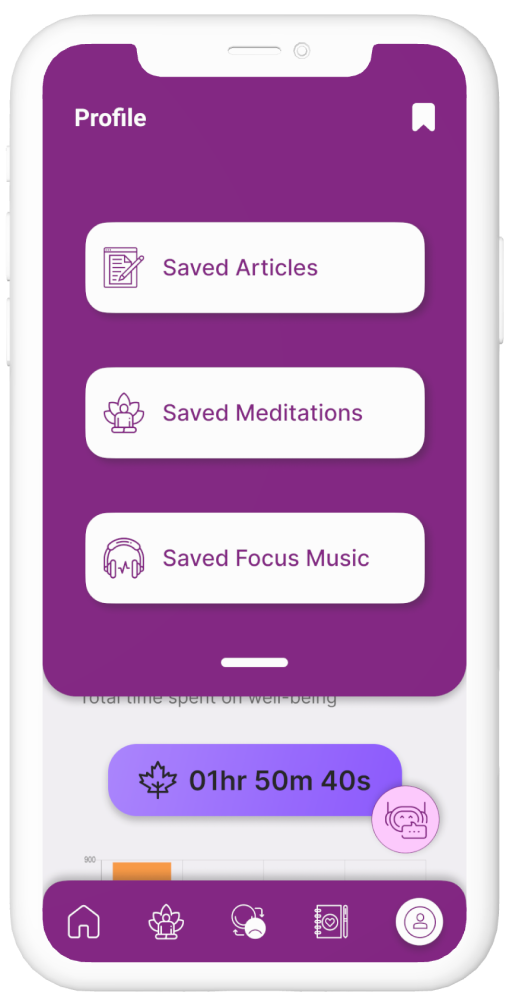 Profile
Saved Articles
Saved Meditations
Saved Focus Music
Total time spent on well-being
01hr 50m 40s
900